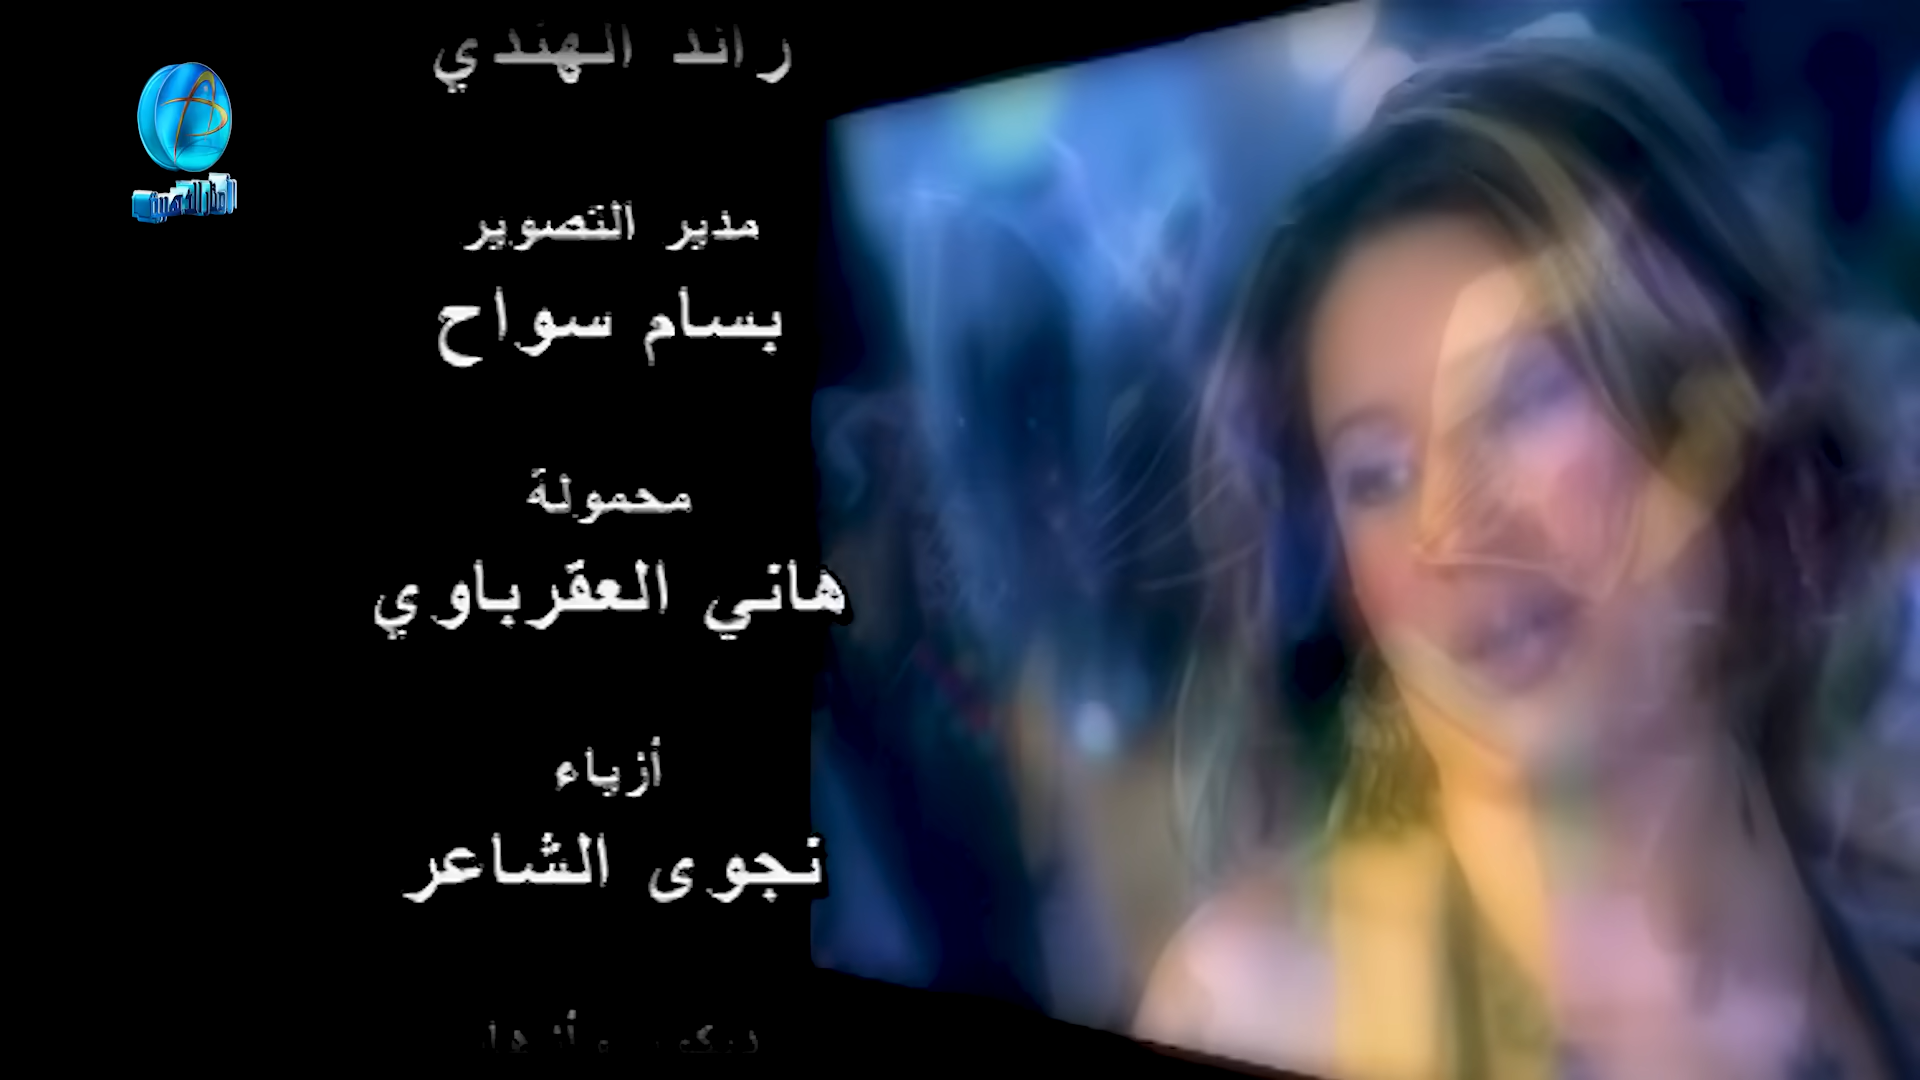 رائد الهندي
مدير التصوير
بسام سواح
محمولة
هاني العقرباوي
أزياء
نجوى الشاعر